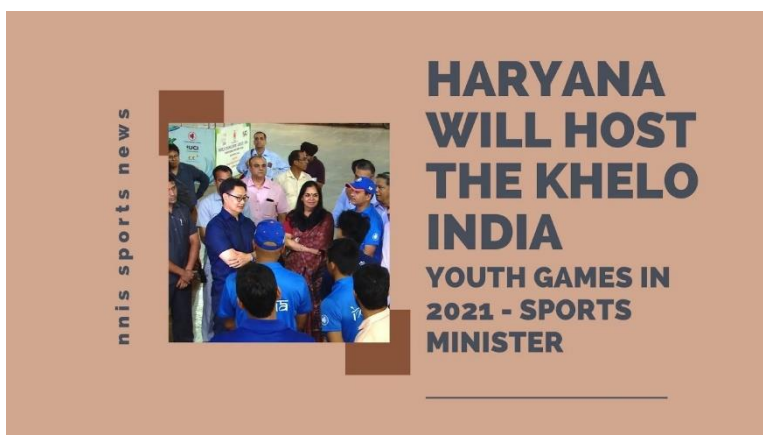 nnis sports news
HARYANA
WILL HOST
THE KHELO
INDIA
YOUTH GAMES IN
2021 - SPORTS
MINISTER